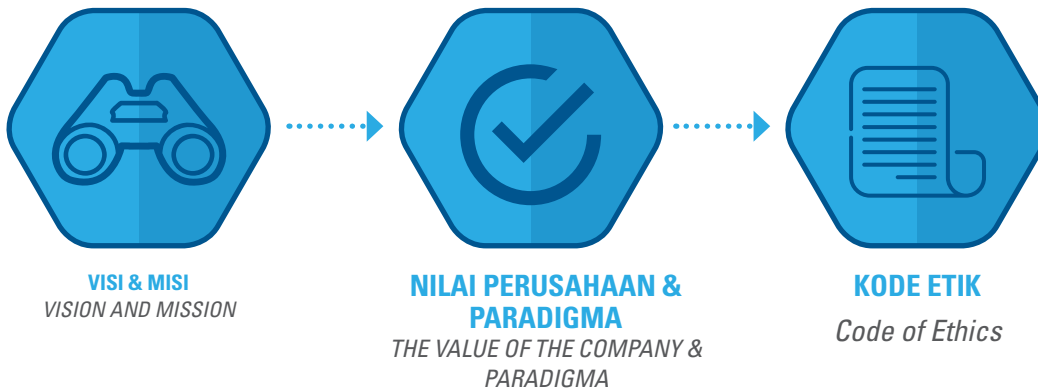 VISI & MISI
VISION AND MISSION
NILAI PERUSAHAAN &
PARADIGMA
THE VALUE OF THE COMPANY &
PARADIGMA
KODE ETIK
Code of Ethics